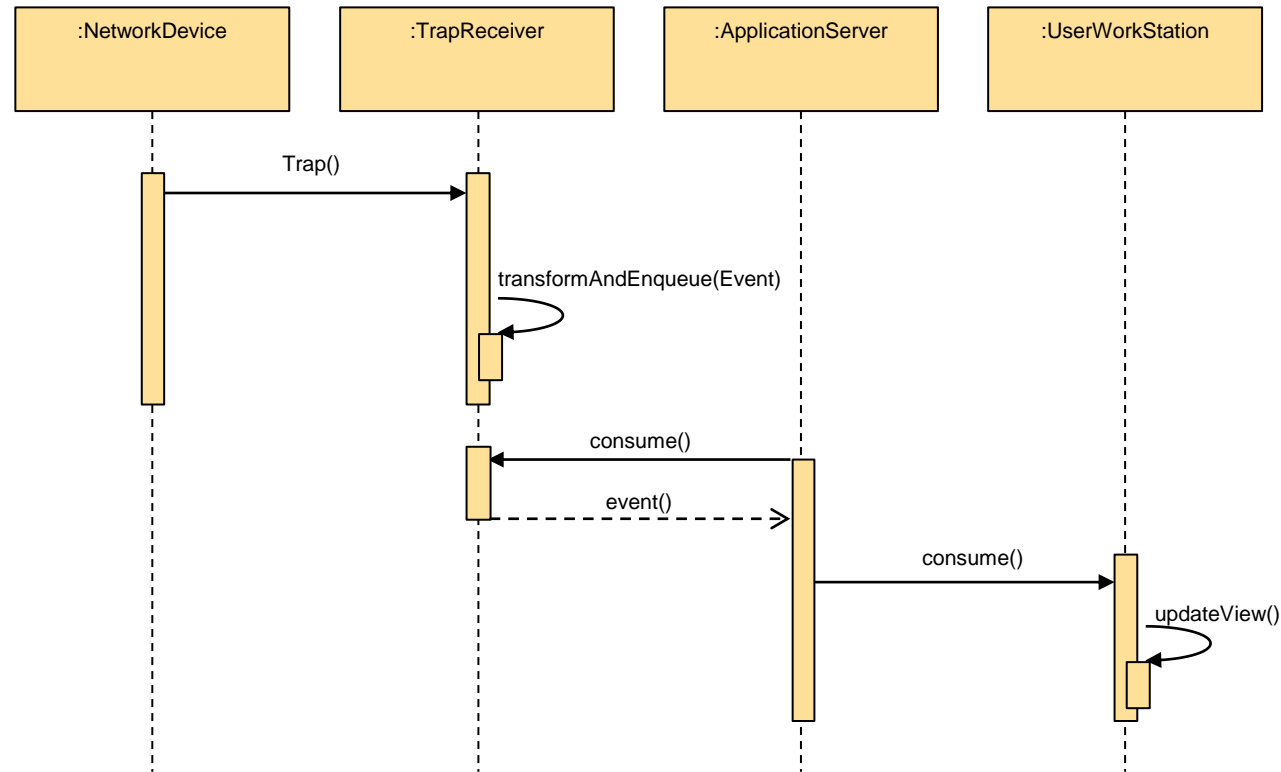 :NetworkDevice
:TrapReceiver
:ApplicationServer
:UserWorkStation
Trap()
transformAndEnqueue(Event)
consume()
event()
consume()
updateView()